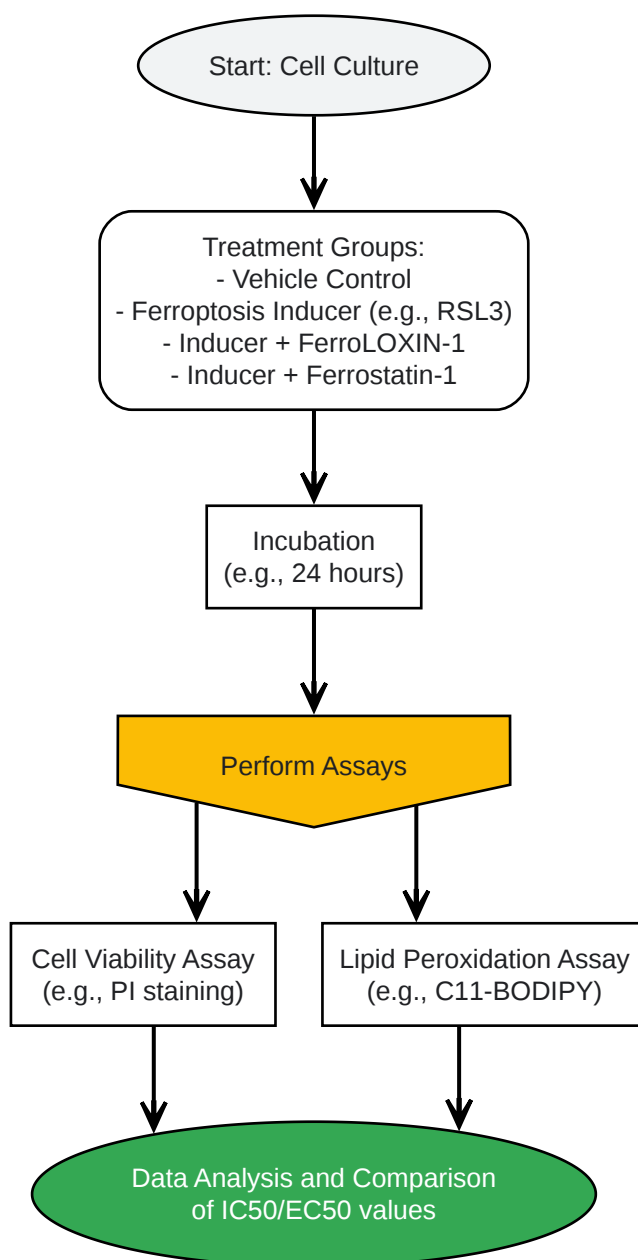 Start: Cell Culture
Treatment Groups:
- Vehicle Control
- Ferroptosis Inducer (e.g., RSL3)
- Inducer + FerroLOXIN-1
- Inducer + Ferrostatin-1
Incubation
(e.g., 24 hours)
Perform Assays
Cell Viability Assay
(e.g., PI staining)
Lipid Peroxidation Assay
(e.g., C11-BODIPY)
Data Analysis and Comparison
of IC50/EC50 values